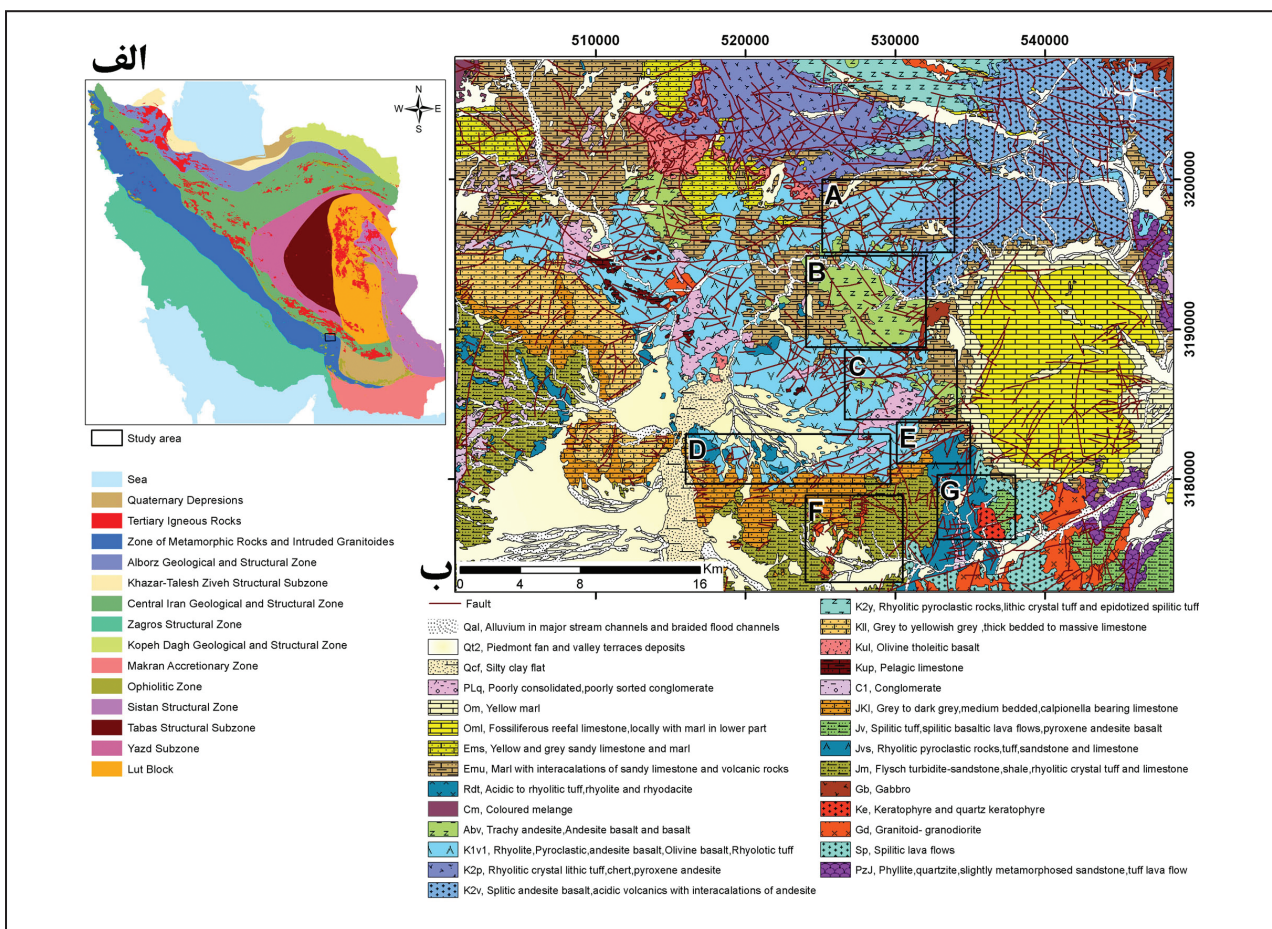 الف
N
W E
S
Study area
Sea
Quaternary Depresions
Tertiary Igneous Rocks
Zone of Metamorphic Rocks and Intruded Granitoides
Alborz Geological and Structural Zone
Khazar-Talesh Ziveh Structural Subzone
Central Iran Geological and Structural Zone
Zagros Structural Zone
Kopeh Dagh Geological and Structural Zone
Makran Accretionary Zone
Ophiolitic Zone
Sistan Structural Zone
Tabas Structural Subzone
Yazd Subzone
Lut Block
ب
510000 520000 530000 540000
N
W E
S
3200000
3190000
3180000
A
B
C
D
E
F
G
Km
0 4 8 16
Fault
Qal, Alluvium in major stream channels and braided flood channels
Qt2, Piedmont fan and valley terraces deposits
Qcf, Silty clay flat
PLq, Poorly consolidated,poorly sorted conglomerate
Om, Yellow marl
Oml, Fossiliferous reefal limestone,locally with marl in lower part
Ems, Yellow and grey sandy limestone and marl
Emu, Marl with interacalations of sandy limestone and volcanic rocks
Rdt, Acidic to rhyolitic tuff,rhyolite and rhyodacite
Cm, Coloured melange
Abv, Trachy andesite,Andesite basalt and basalt
K1v1, Rhyolite,Pyroclastic,andesite basalt,Olivine basalt,Rhyolotic tuff
K2p, Rhyolitic crystal lithic tuff,chert,pyroxene andesite
K2v, Splitic andesite basalt,acidic volcanics with interacalations of andesite
K2y, Rhyolitic pyroclastic rocks,lithic crystal tuff and epidotized spilitic tuff
Kll, Grey to yellowish grey ,thick bedded to massive limestone
Kul, Olivine tholeitic basalt
Kup, Pelagic limestone
C1, Conglomerate
JKl, Grey to dark grey,medium bedded,calpionella bearing limestone
Jv, Spilitic tuff,spilitic basaltic lava flows,pyroxene andesite basalt
Jvs, Rhyolitic pyroclastic rocks,tuff,sandstone and limestone
Jm, Flysch turbidite-sandstone,shale,rhyolitic crystal tuff and limestone
Gb, Gabbro
Ke, Keratophyre and quartz keratophyre
Gd, Granitoid- granodiorite
Sp, Spilitic lava flows
PzJ, Phyllite,quartzite,slightly metamorphosed sandstone,tuff lava flow